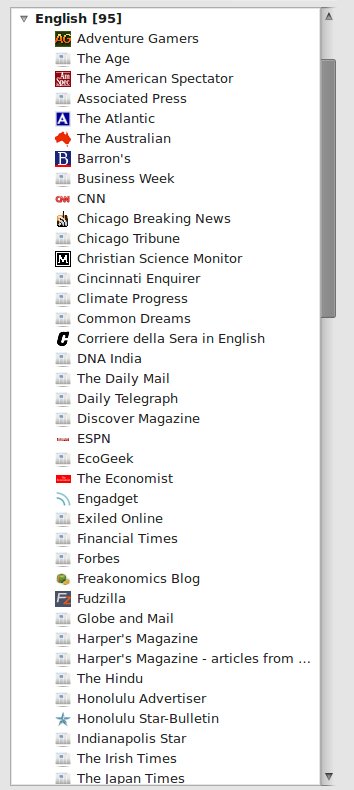 English [95]
Adventure Gamers
The Age
The American Spectator
Associated Press
The Atlantic
The Australian
Barron's
Business Week
CNN
Chicago Breaking News
Chicago Tribune
Christian Science Monitor
Cincinnati Enquirer
Climate Progress
Common Dreams
Corriere della Sera in English
DNA India
The Daily Mail
Daily Telegraph
Discover Magazine
ESPN
EcoGeek
The Economist
Engadget
Exiled Online
Financial Times
Forbes
Freakonomics Blog
Fudzilla
Globe and Mail
Harper's Magazine
Harper's Magazine - articles from ...
The Hindu
Honolulu Advertiser
Honolulu Star-Bulletin
Indianapolis Star
The Irish Times
The Japan Times